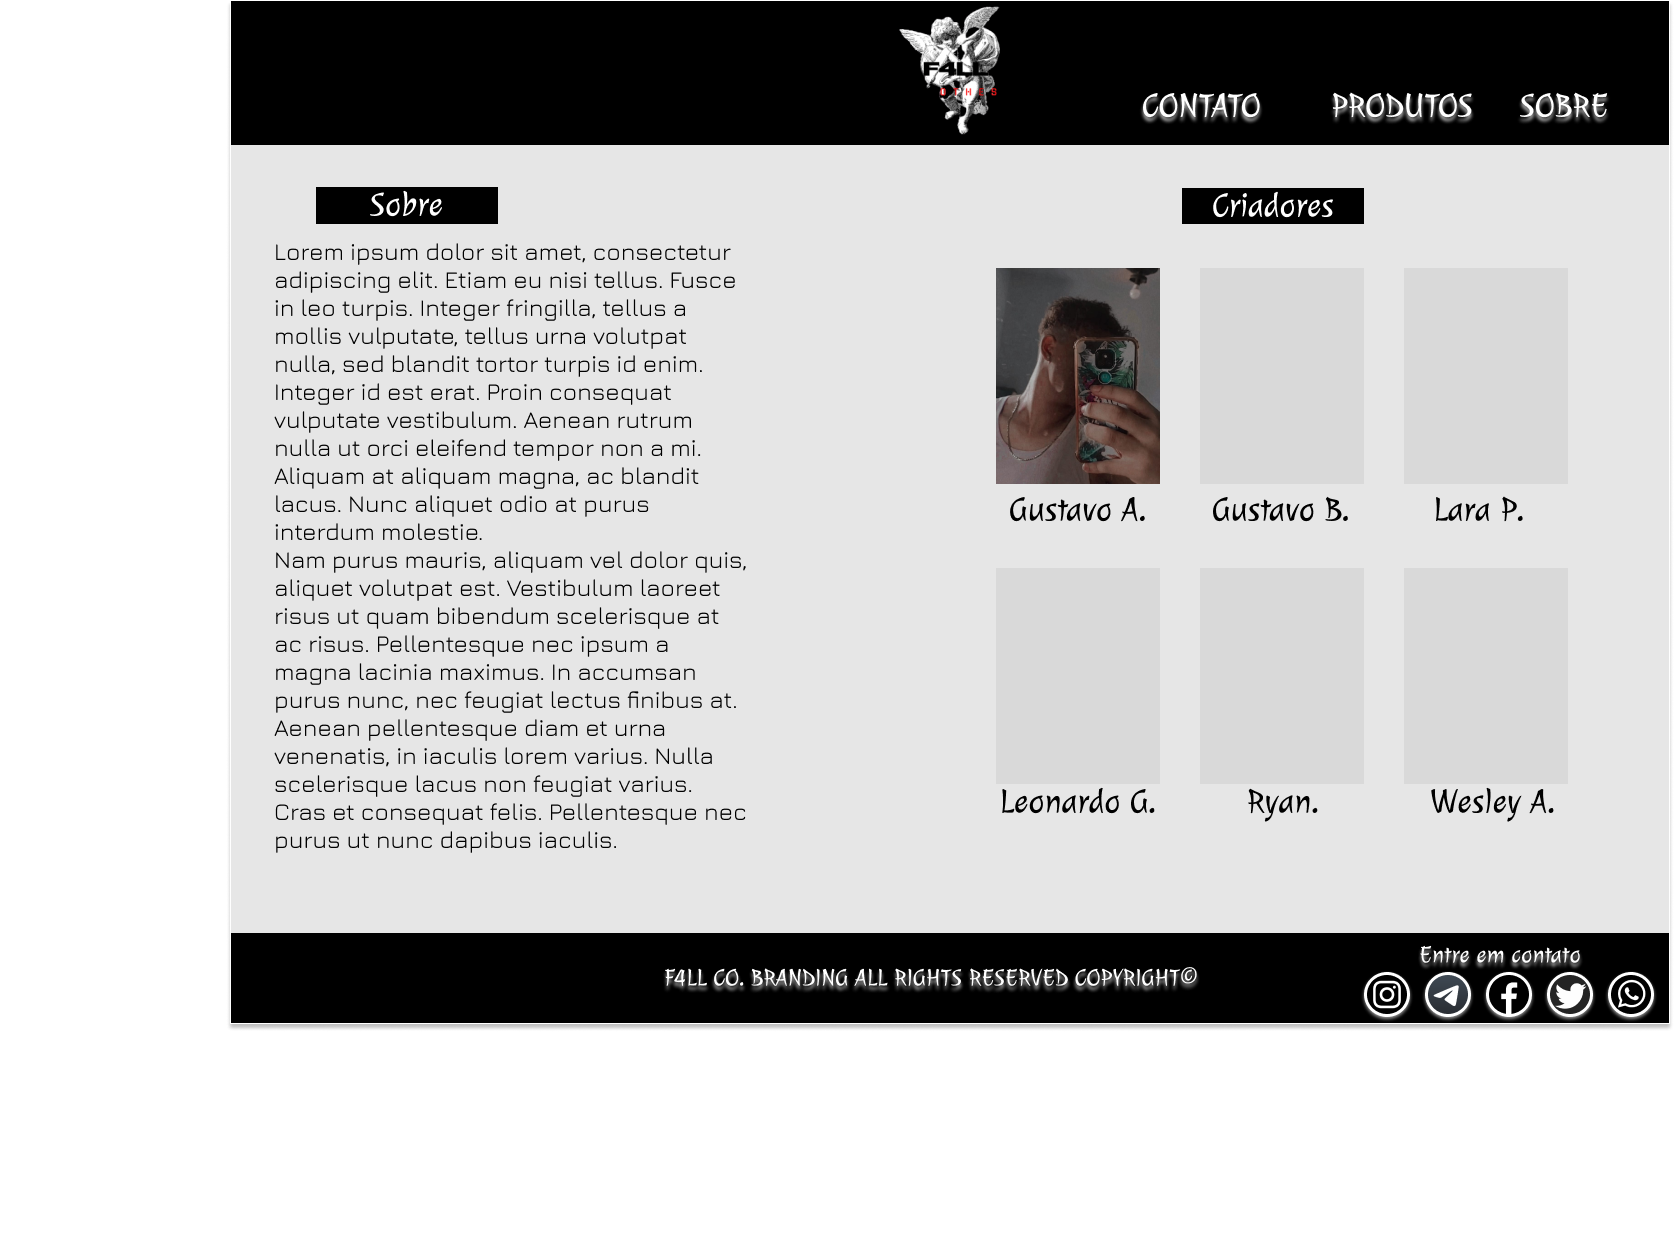 F4LL
CONTATO PRODUTOS SOBRE
Sobre
Lorem ipsum dolor sit amet, consectetur
adipiscing elit. Etiam eu nisi tellus. Fusce
in leo turpis. Integer fringilla, tellus a
mollis vulputate, tellus urna volutpat
nulla, sed blandit tortor turpis id enim.
Integer id est erat. Proin consequat
vulputate vestibulum. Aenean rutrum
nulla ut orci eleifend tempor non a mi.
Aliquam at aliquam magna, ac blandit
lacus. Nunc aliquet odio at purus
interdum molestie.
Nam purus mauris, aliquam vel dolor quis,
aliquet volutpat est. Vestibulum laoreet
risus ut quam bibendum scelerisque at
ac risus. Pellentesque nec ipsum a
magna lacinia maximus. In accumsan
purus nunc, nec feugiat lectus finibus at.
Aenean pellentesque diam et urna
venenatis, in iaculis lorem varius. Nulla
scelerisque lacus non feugiat varius.
Cras et consequat felis. Pellentesque nec
purus ut nunc dapibus iaculis.
Criadores
Gustavo A. Gustavo B. Lara P.
Leonardo G. Ryan. Wesley A.
F4LL CO. BRANDING ALL RIGHTS RESERVED COPYRIGHT©
Entre em contato